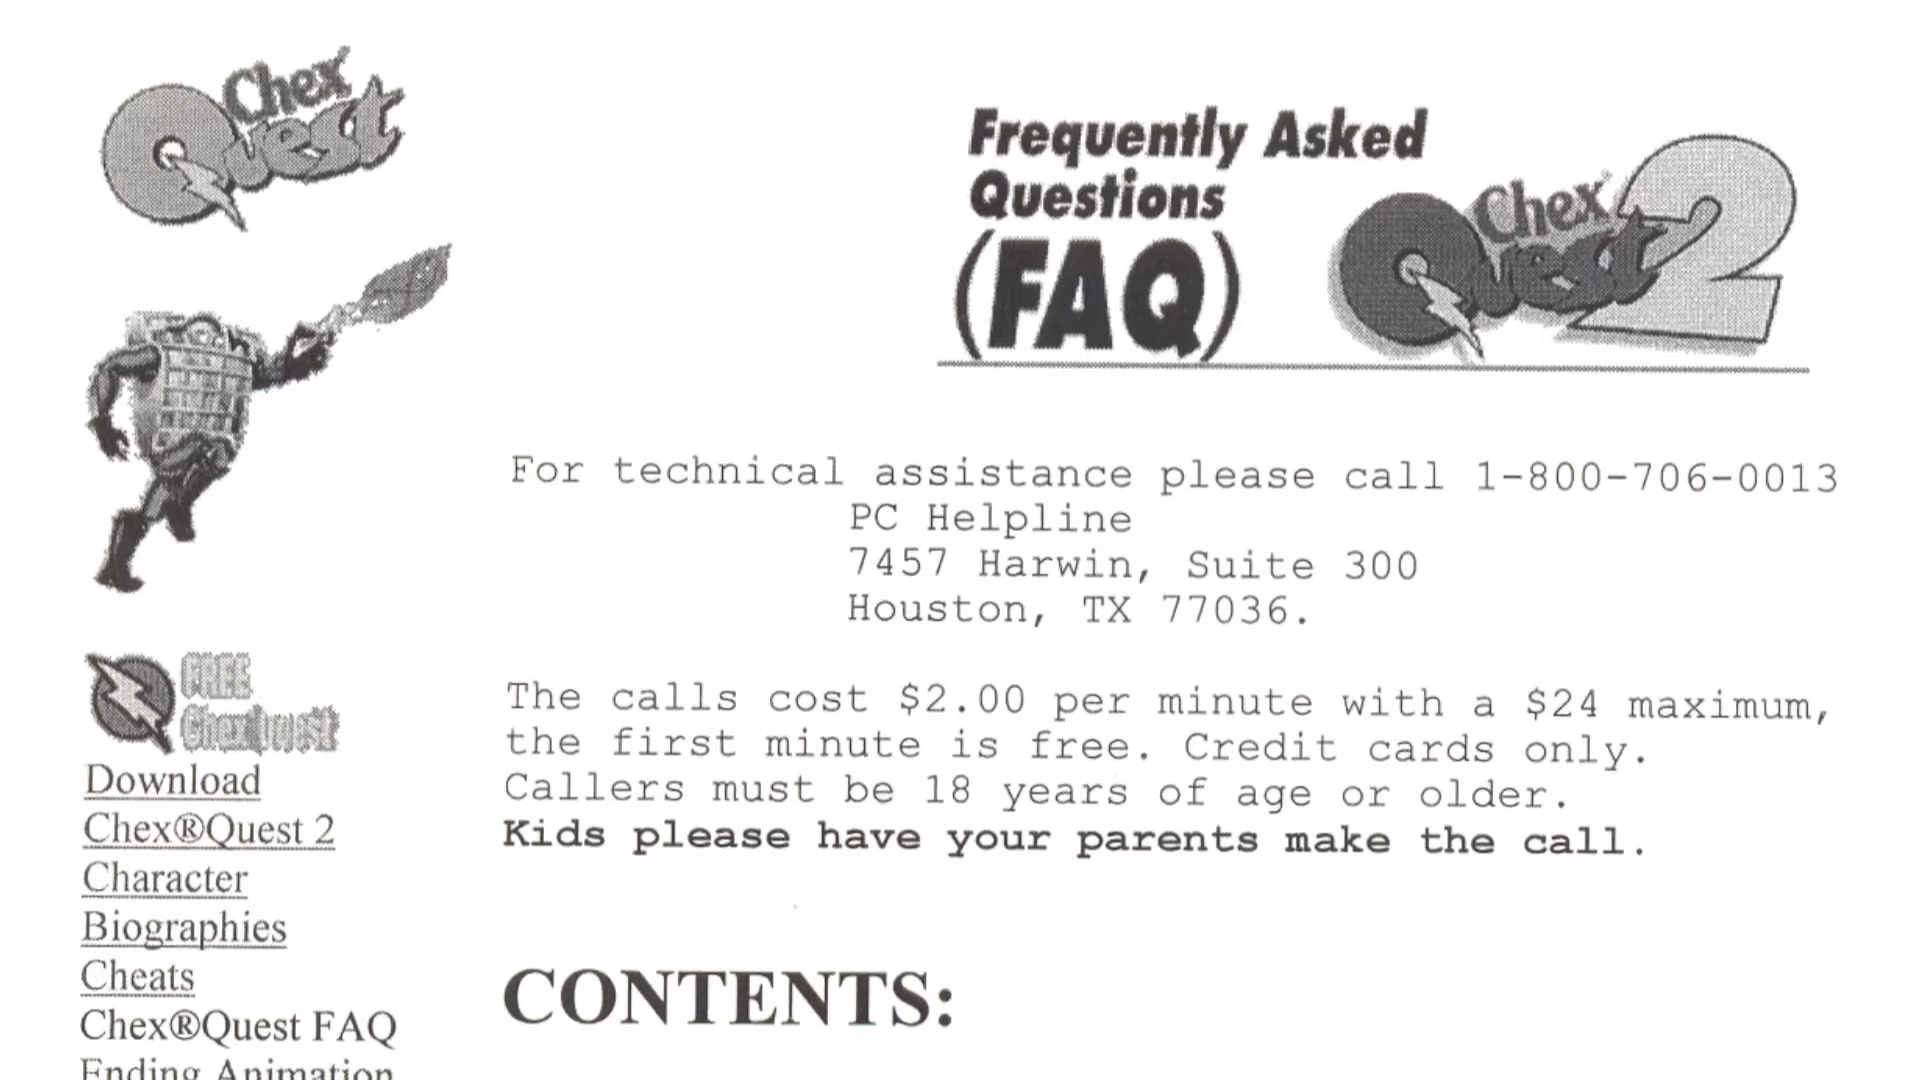 Chex
Quest
FREE
ChexQuest
Download
Chex®Quest 2
Character
Biographies
Cheats
Chex®Quest FAQ
Ending Animation
Frequently Asked
Questions
(FAQ)
Chex®
Quest 2
For technical assistance please call 1-800-706-0013
PC Helpline
7457 Harwin, Suite 300
Houston, TX 77036.
The calls cost $2.00 per minute with a $24 maximum,
the first minute is free. Credit cards only.
Callers must be 18 years of age or older.
Kids please have your parents make the call.
CONTENTS: